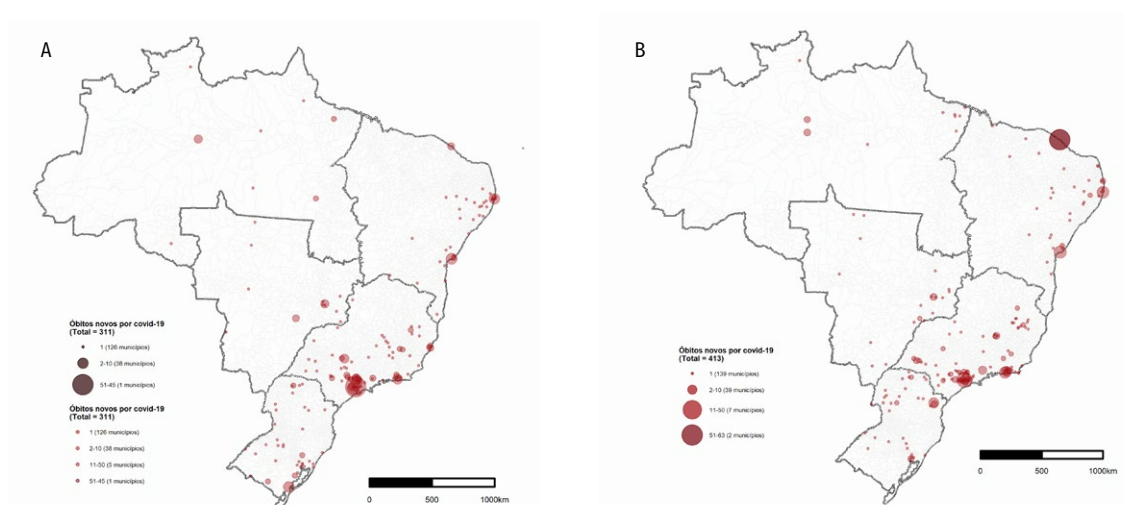 A
Óbitos novos por covid-19
(Total = 311)
1 (126 municípios)
2-10 (38 municípios)
51-45 (1 municípios)
Óbitos novos por covid-19
(Total = 311)
1 (126 municípios)
2-10 (38 municípios)
11-50 (5 municípios)
51-45 (1 municípios)
0 500 1000km
B
Óbitos novos por covid-19
(Total = 413)
1 (139 municípios)
2-10 (39 municípios)
11-50 (7 municípios)
51-63 (2 municípios)
0 500 1000km